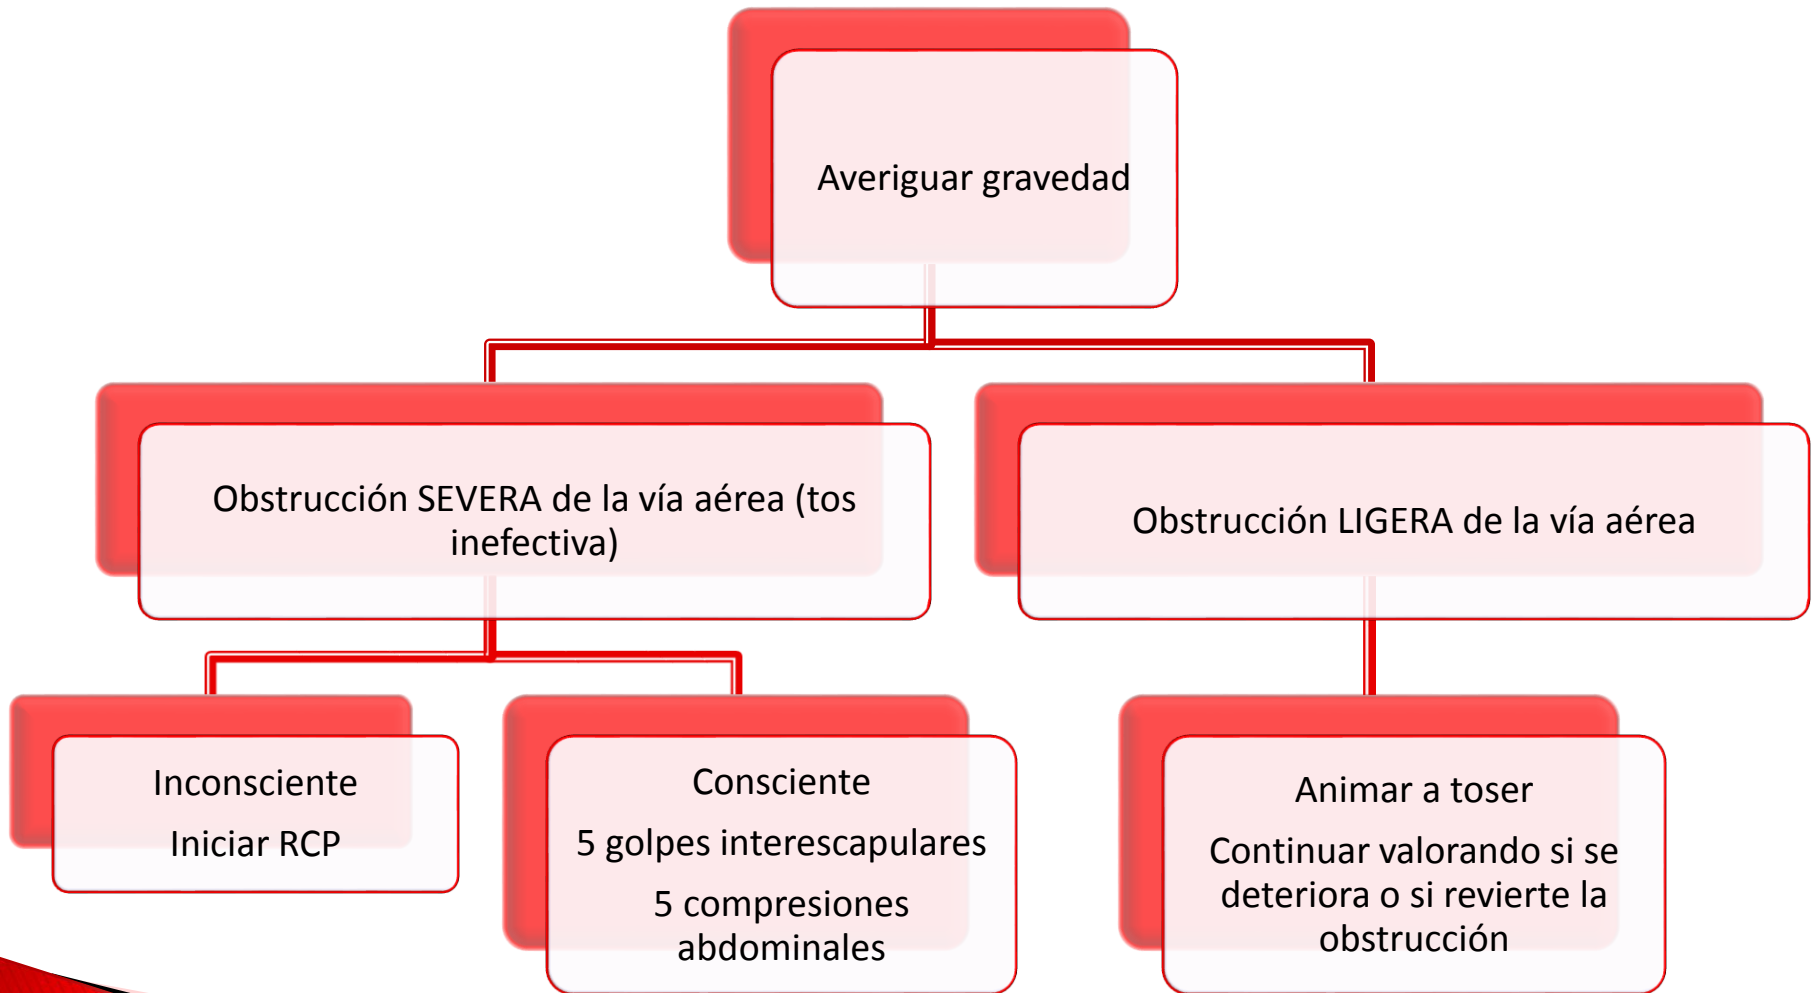 Averiguar gravedad
Obstrucción SEVERA de la vía aérea (tos
inefectiva)
Obstrucción LIGERA de la vía aérea
Inconsciente
Iniciar RCP
Consciente
5 golpes interescapulares
5 compresiones
abdominales
Animar a toser
Continuar valorando si se
deteriora o si revierte la
obstrucción